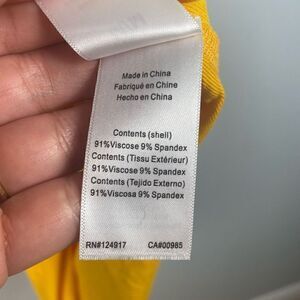 Made in China
Fabriqué en Chine
Hecho en China
Contents (shell)
91%Viscose 9% Spandex
Contents (Tissu Extérieur)
91%Viscose 9% Spandex
Contents (Tejido Externo)
91%Viscosa 9% Spandex
RN#124917 CA#00985